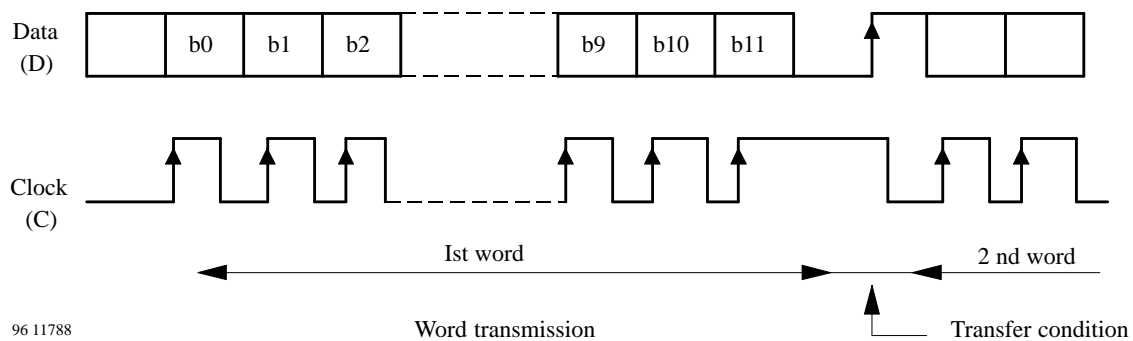 Data
(D)
b0 b1 b2 b9 b10 b11
Clock
(C)
Ist word 2 nd word
96 11788 Word transmission Transfer condition